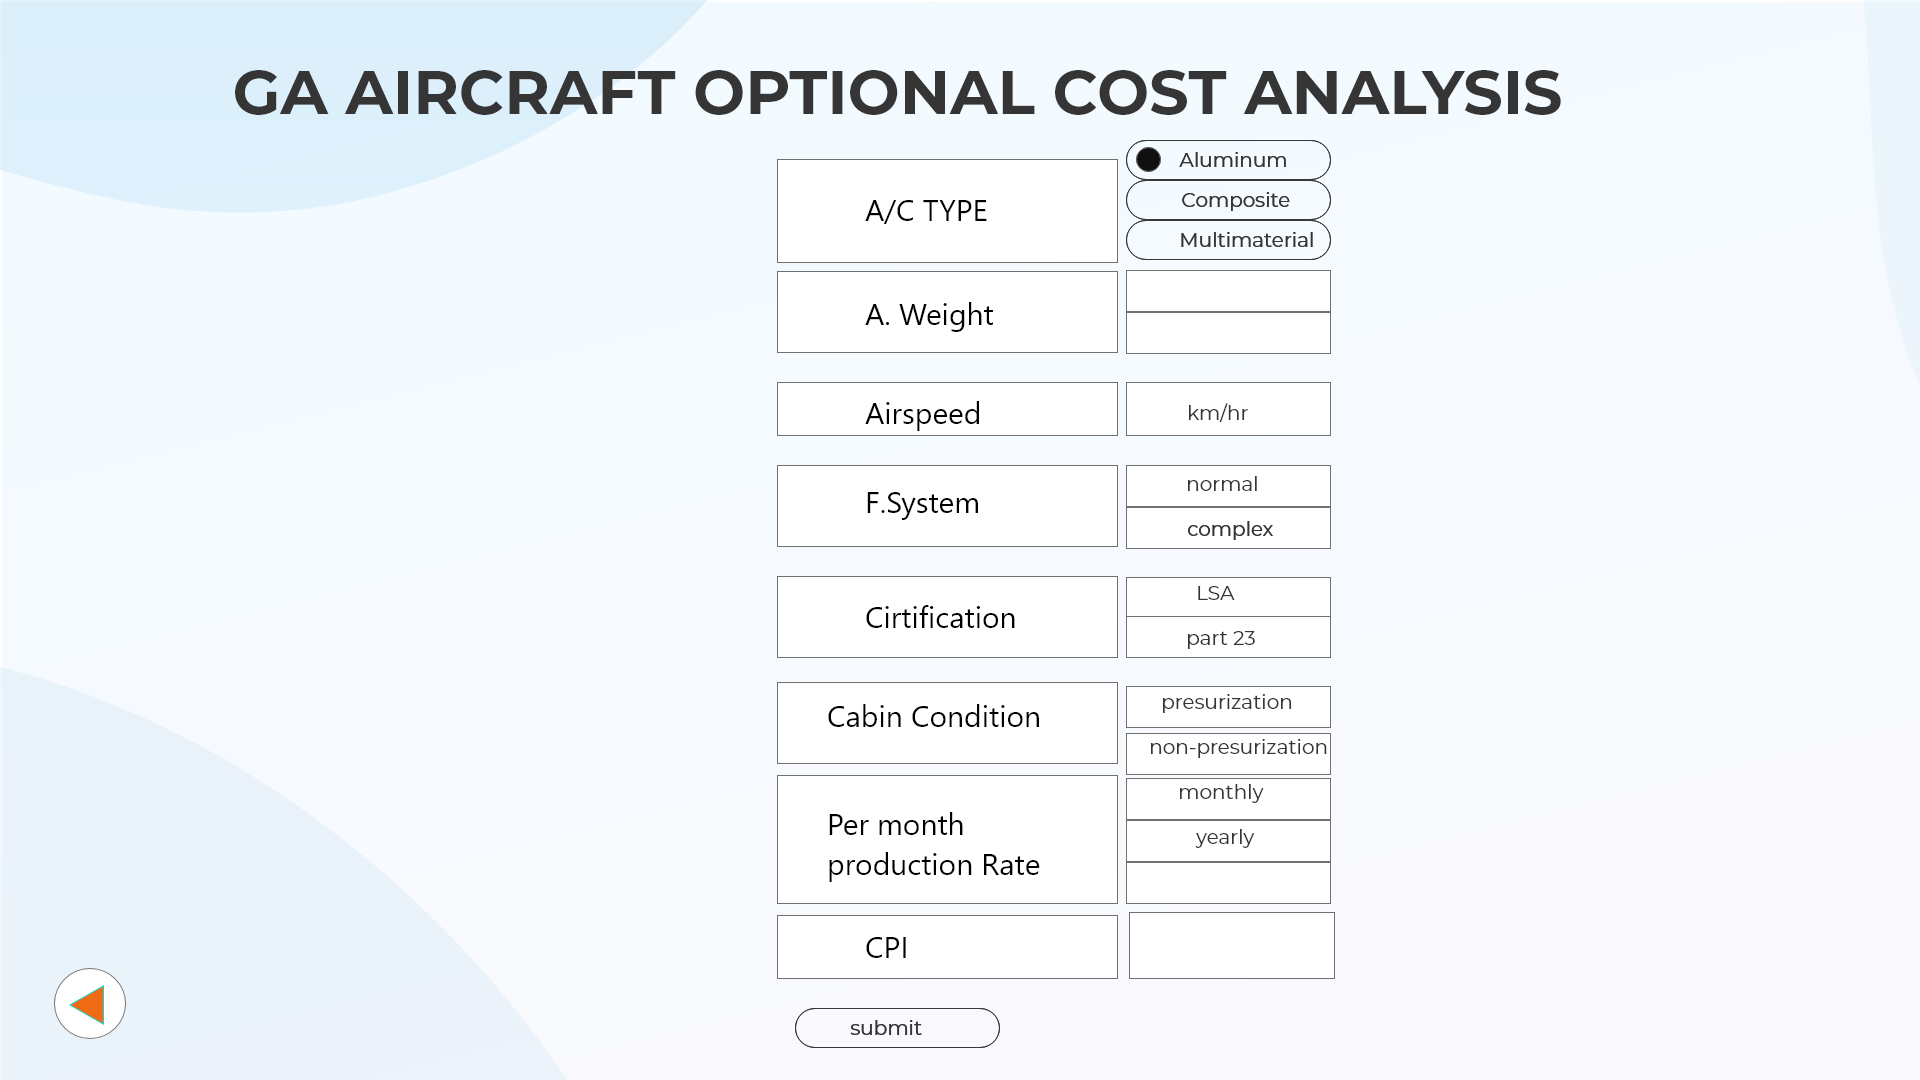 GA AIRCRAFT OPTIONAL COST ANALYSIS
A/C TYPE
Aluminum
Composite
Multimaterial
A. Weight
Airspeed
km/hr
F.System
normal
complex
Cirtification
LSA
part 23
Cabin Condition
presurization
non-presurization
Per month
production Rate
monthly
yearly
CPI
submit